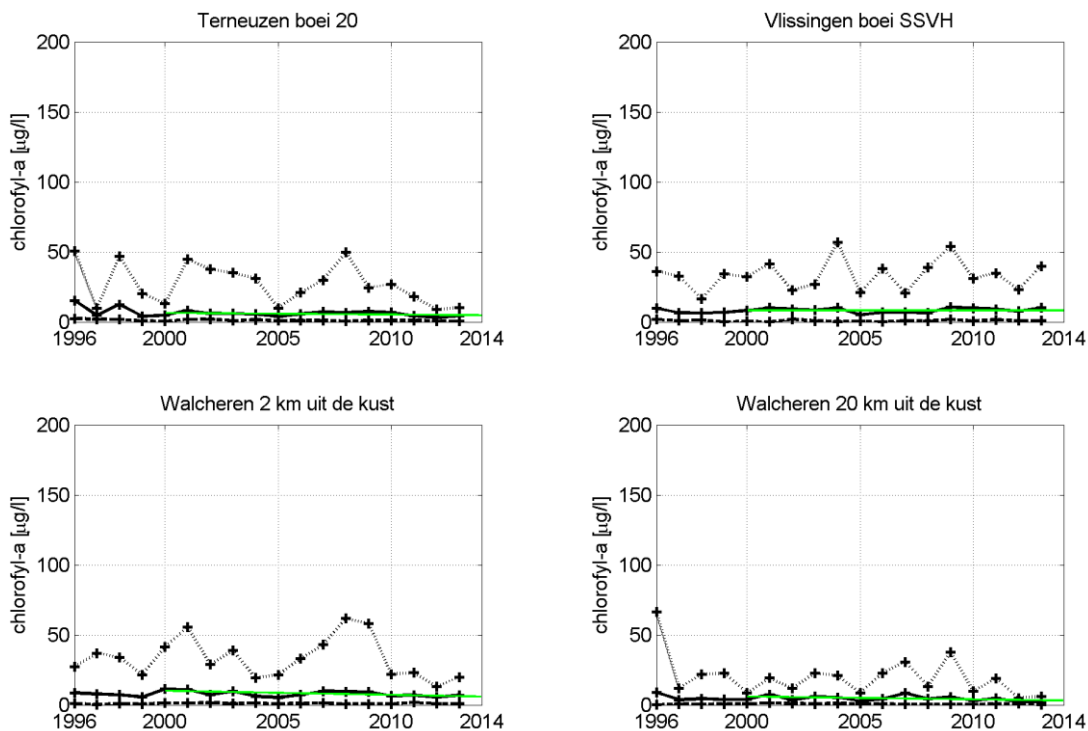 Terneuzen boei 20
chlorofyl-a [µg/l]
200
150
100
50
0
1996 2000 2005 2010 2014
Vlissingen boei SSVH
chlorofyl-a [µg/l]
200
150
100
50
0
1996 2000 2005 2010 2014
Walcheren 2 km uit de kust
chlorofyl-a [µg/l]
200
150
100
50
0
1996 2000 2005 2010 2014
Walcheren 20 km uit de kust
chlorofyl-a [µg/l]
200
150
100
50
0
1996 2000 2005 2010 2014